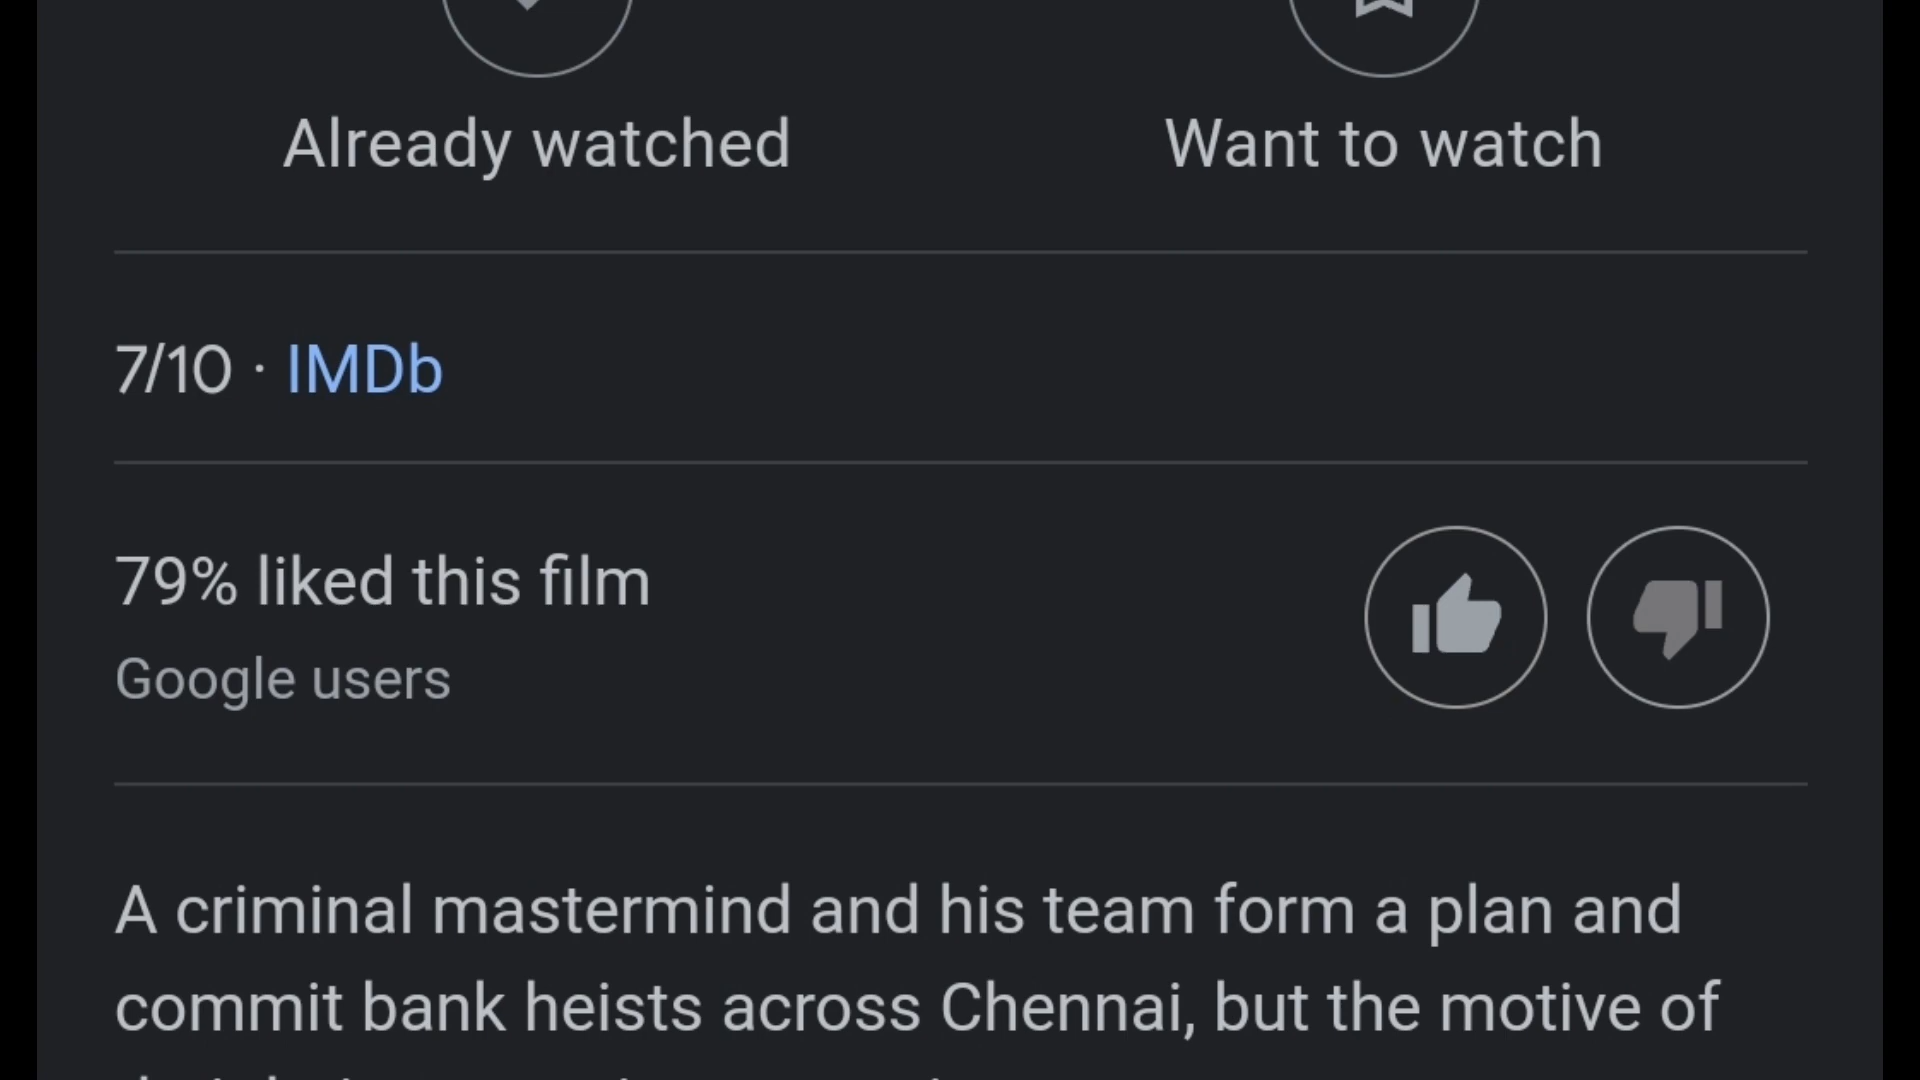 Already watched
Want to watch
7/10 · IMDb
79% liked this film
Google users
A criminal mastermind and his team form a plan and
commit bank heists across Chennai, but the motive of